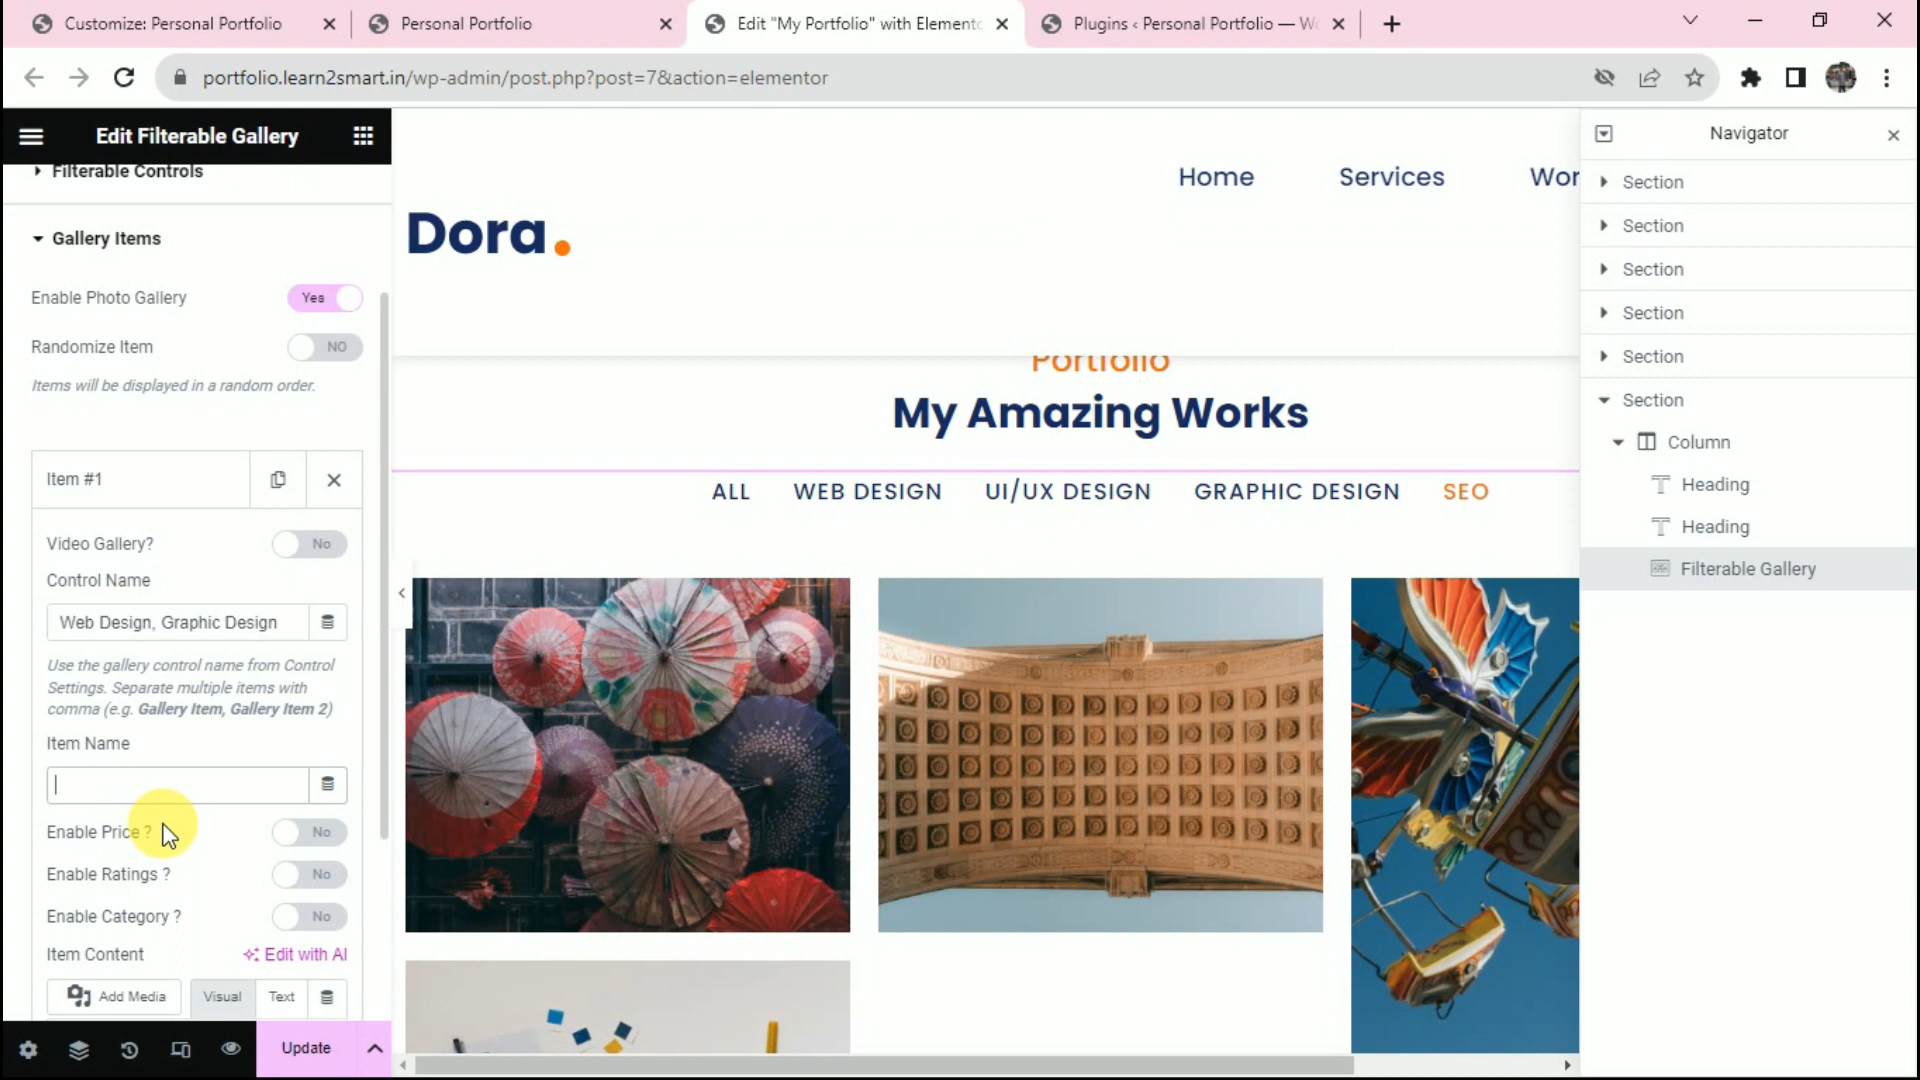 Customize: Personal Portfolio
Personal Portfolio
Edit "My Portfolio" with Elemento
Plugins ‹ Personal Portfolio — Wo
portfolio.learn2smart.in/wp-admin/post.php?post=7&action=elementor
Edit Filterable Gallery
Filterable Controls
Gallery Items
Enable Photo Gallery
Yes
Randomize Item
NO
Items will be displayed in a random order.
Item #1
Video Gallery?
No
Control Name
Web Design, Graphic Design
Use the gallery control name from Control
Settings. Separate multiple items with
comma (e.g. Gallery Item, Gallery Item 2)
Item Name
Enable Price ?
No
Enable Ratings ?
No
Enable Category ?
No
Item Content
Edit with AI
Add Media
Visual
Text
Update
Home
Services
Wor
Dora.
Portfolio
My Amazing Works
ALL
WEB DESIGN
UI/UX DESIGN
GRAPHIC DESIGN
SEO
Navigator
Section
Section
Section
Section
Section
Section
Column
Heading
Heading
Filterable Gallery